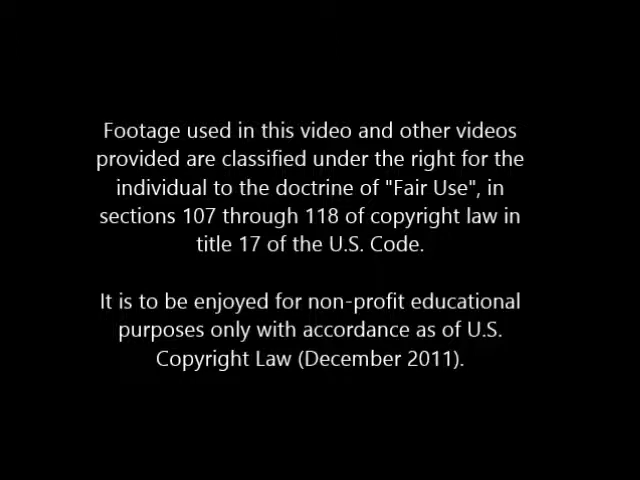 Footage used in this video and other videos
provided are classified under the right for the
individual to the doctrine of "Fair Use", in
sections 107 through 118 of copyright law in
title 17 of the U.S. Code.
It is to be enjoyed for non-profit educational
purposes only with accordance as of U.S.
Copyright Law (December 2011).